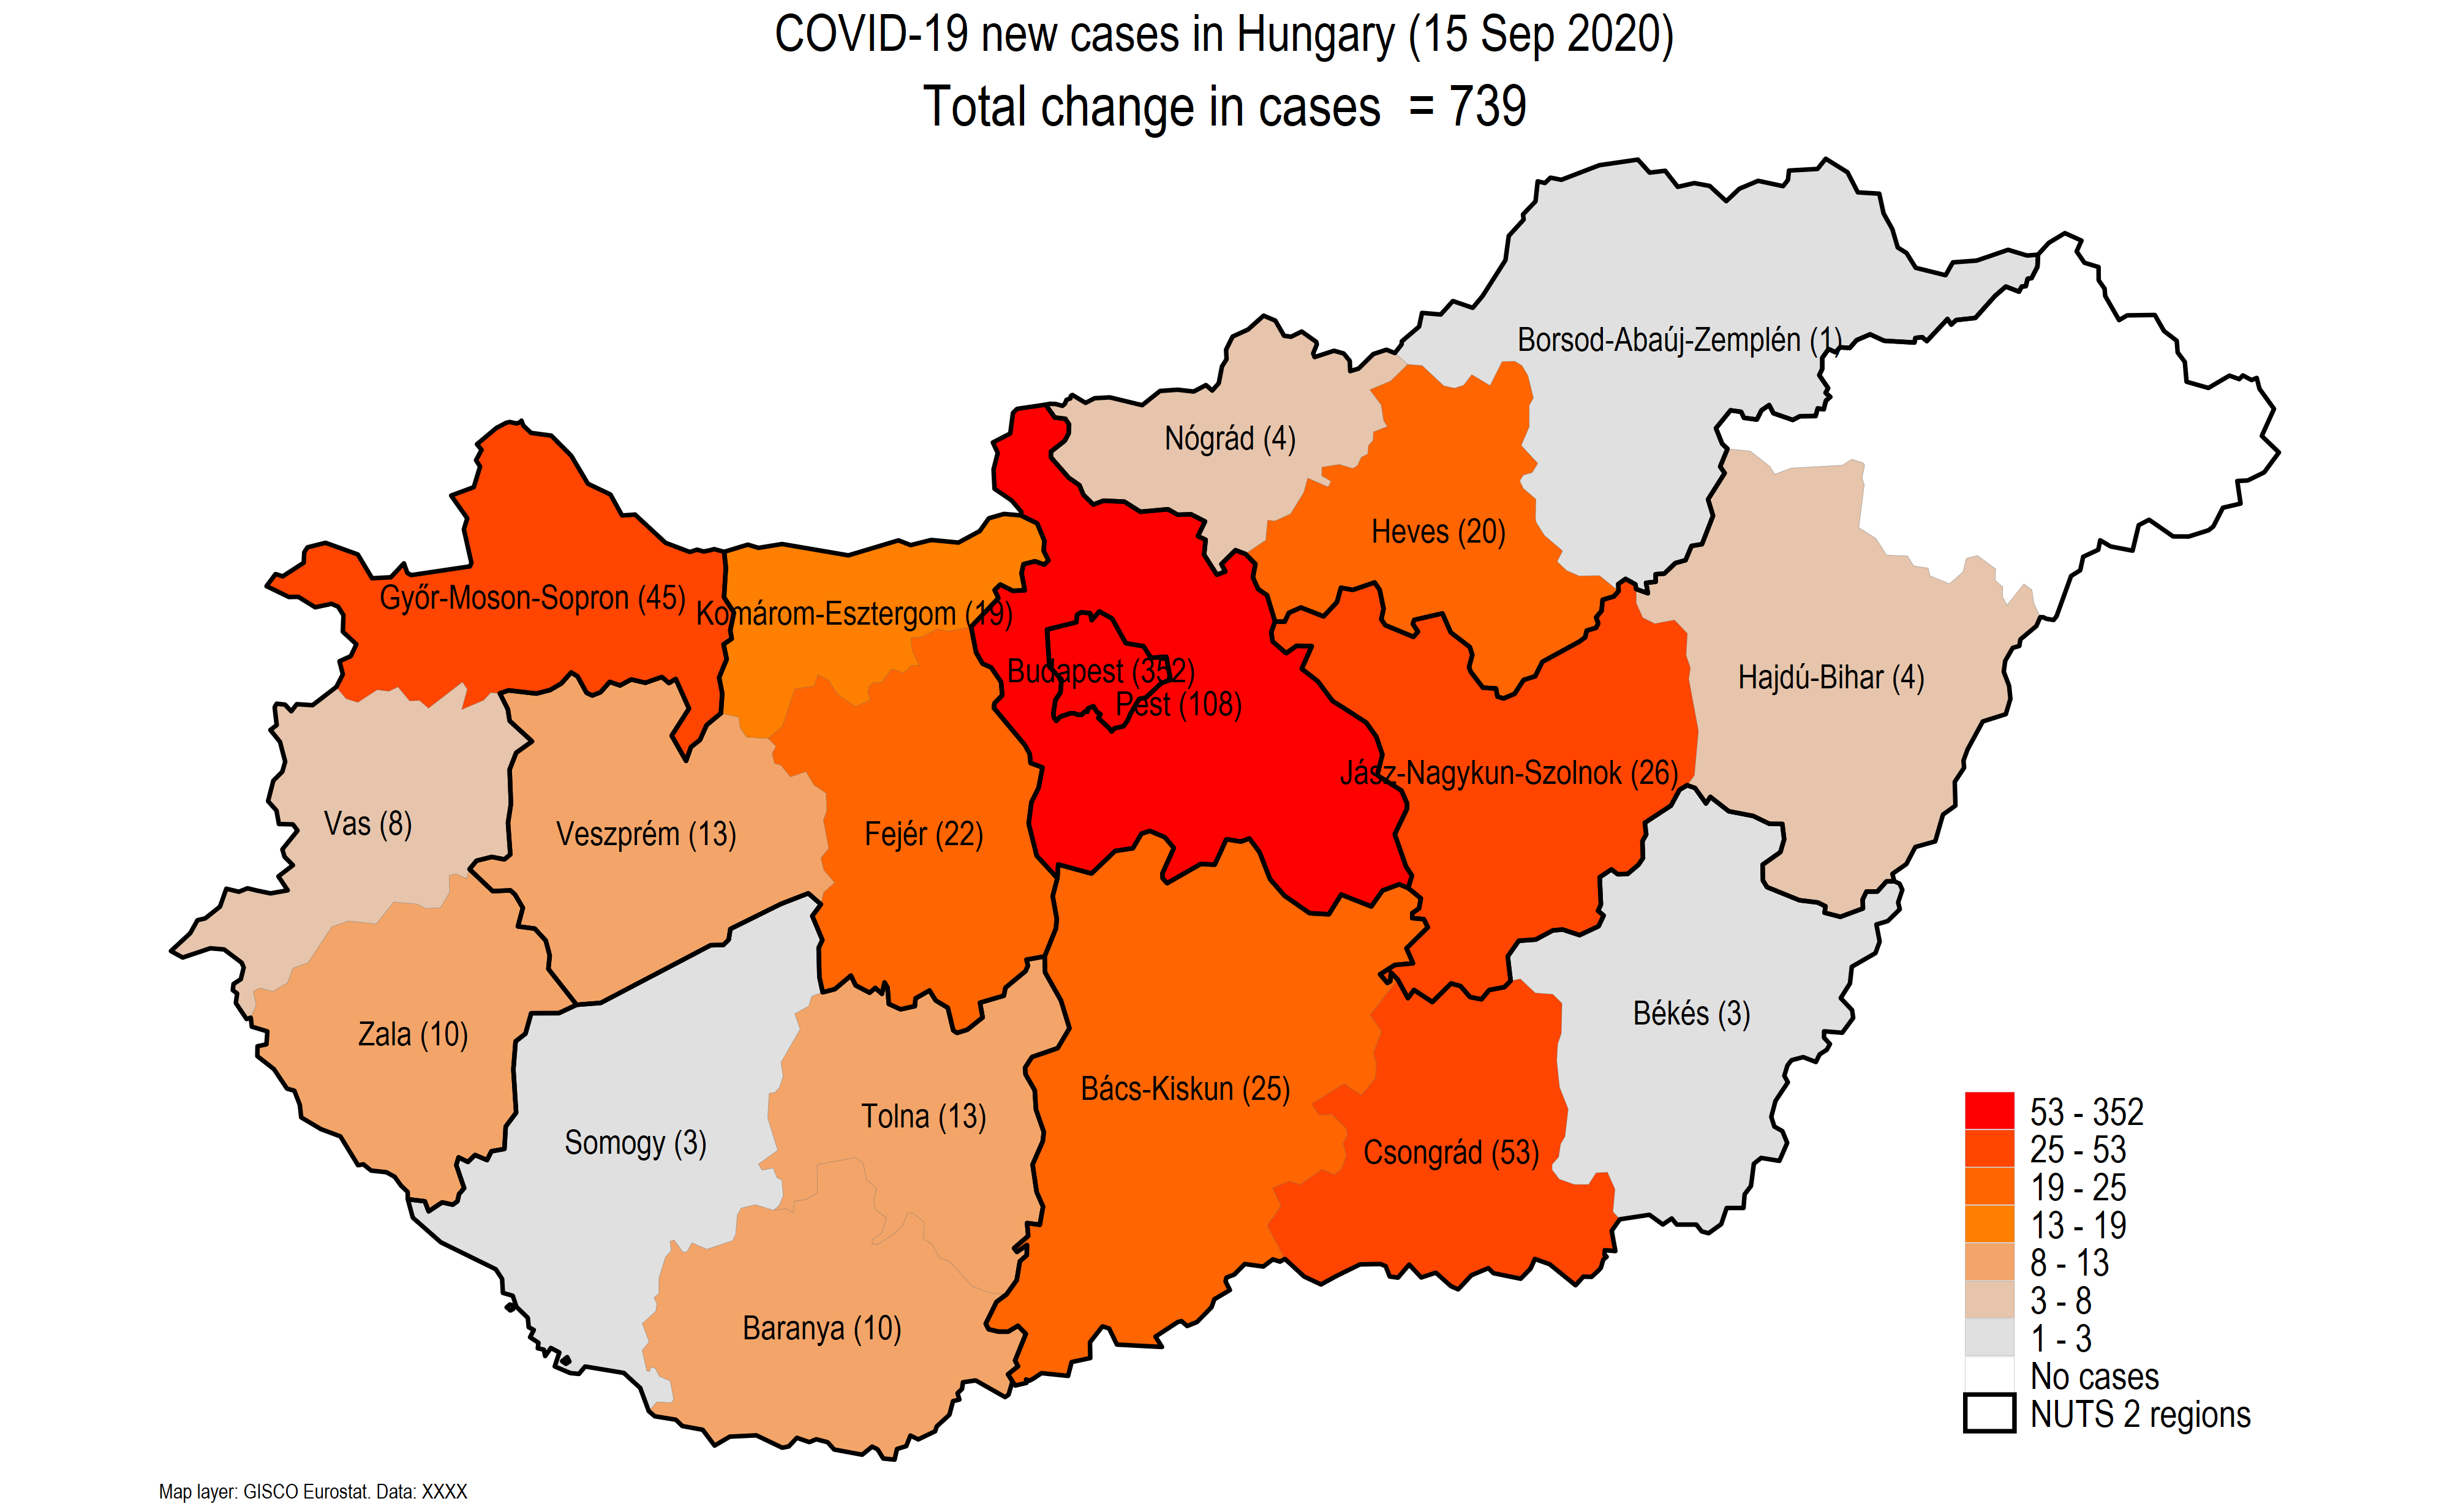 COVID-19 new cases in Hungary (15 Sep 2020)
Total change in cases = 739
Borsod-Abaúj-Zemplén (1)
Nógrád (4)
Heves (20)
Győr-Moson-Sopron (45)
Komárom-Esztergom (19)
Budapest (352)
Hajdú-Bihar (4)
Pest (108)
Jász-Nagykun-Szolnok (26)
Vas (8)
Veszprém (13)
Fejér (22)
Békés (3)
Zala (10)
Bács-Kiskun (25)
Tolna (13)
Somogy (3)
Csongrád (53)
Baranya (10)
53 - 352
25 - 53
19 - 25
13 - 19
8 - 13
3 - 8
1 - 3
No cases
NUTS 2 regions
Map layer: GISCO Eurostat. Data: XXXX